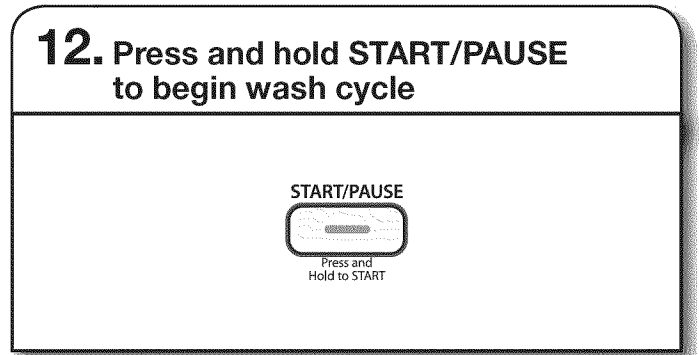 12. Press and hold START/PAUSE
to begin wash cycle
START/PAUSE
Press and
Hold to START